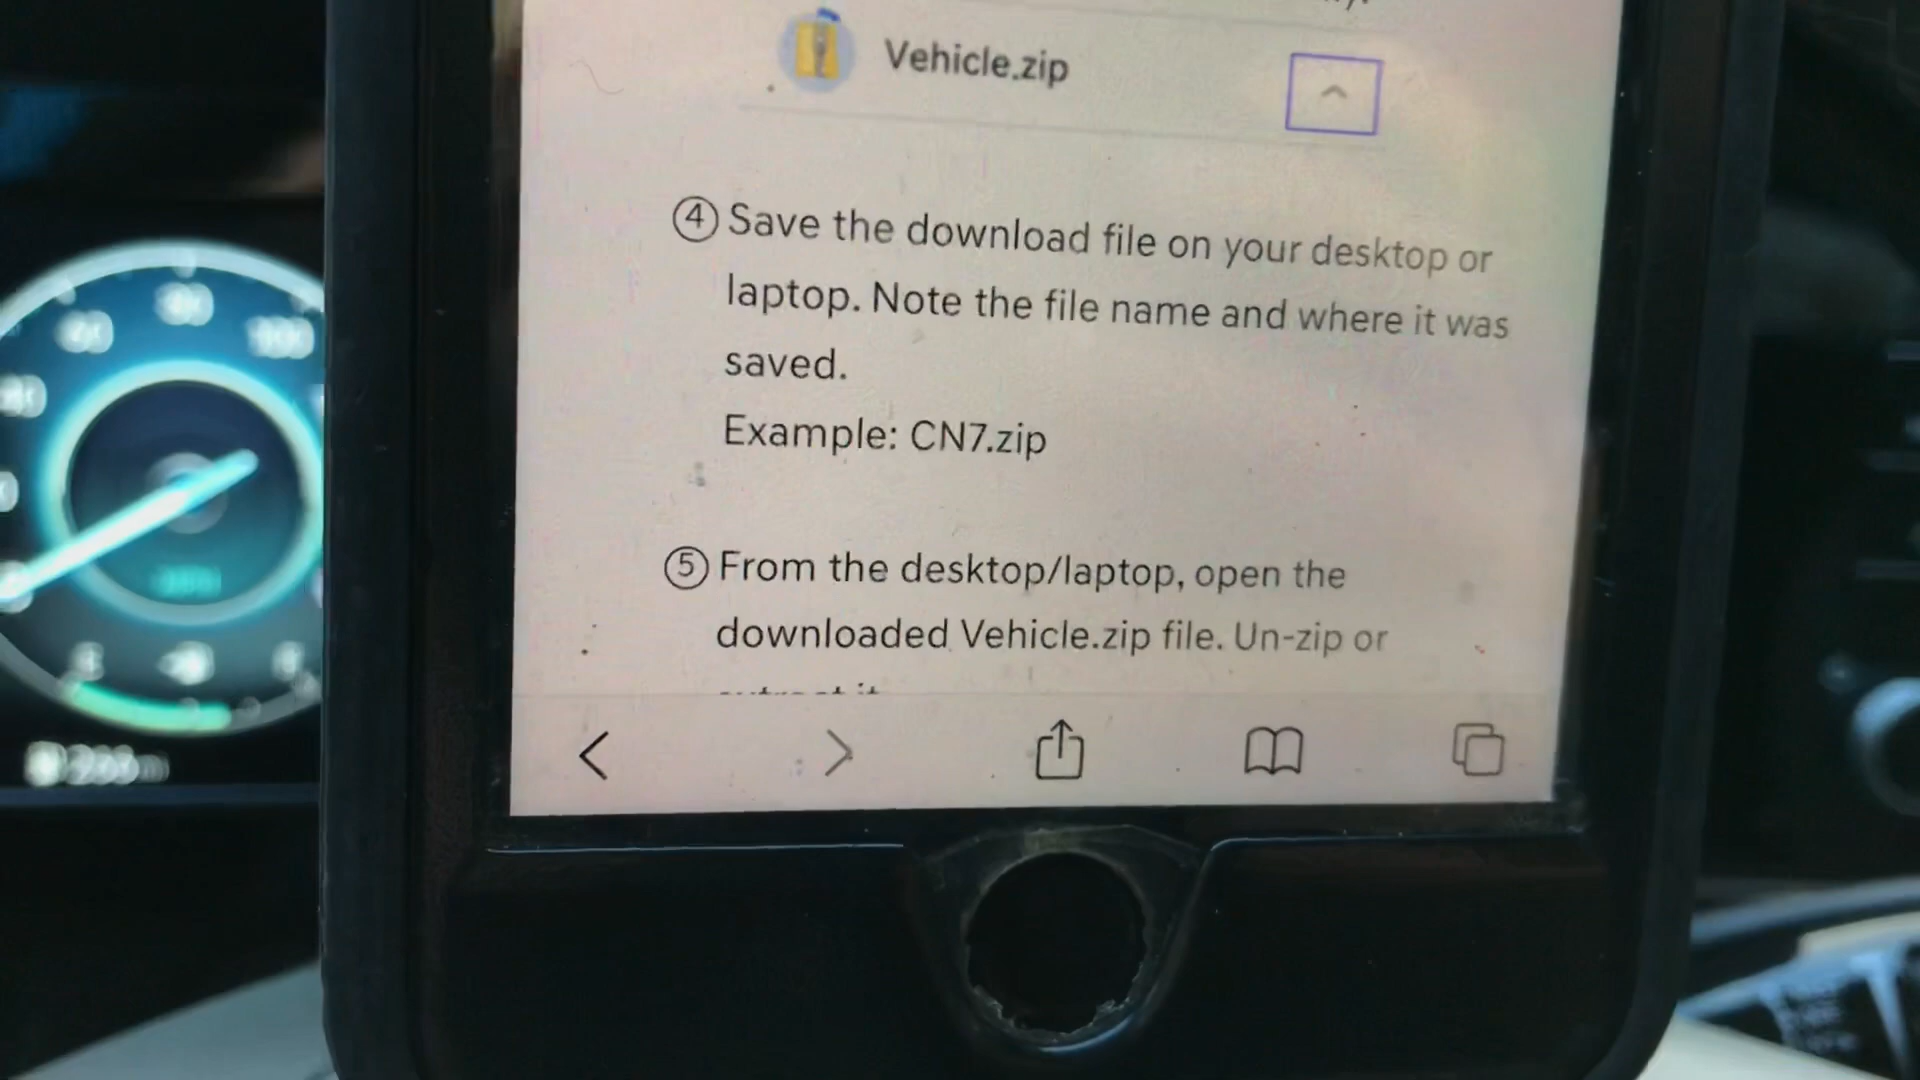 Vehicle.zip
④ Save the download file on your desktop or
laptop. Note the file name and where it was
saved.
Example: CN7.zip
⑤ From the desktop/laptop, open the
downloaded Vehicle.zip file. Un-zip or